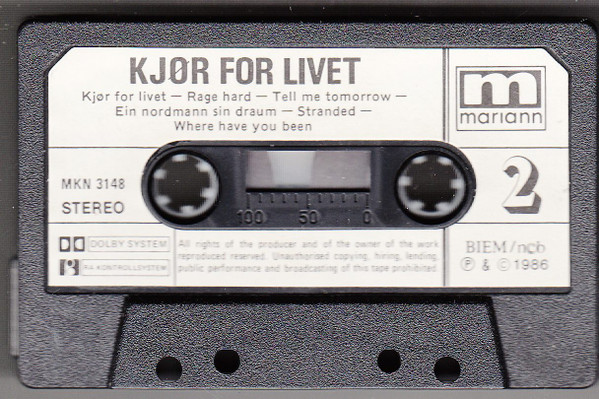 KJØR FOR LIVET
Kjør for livet — Rage hard — Tell me tomorrow —
Ein nordmann sin draum — Stranded —
Where have you been
m
mariann
MKN 3148
STEREO
2
100 50 0
DOLBY SYSTEM
RA KONTROLLSYSTEM
All rights of the producer and of the owner of the work
reproduced reserved. Unauthorised copying, hiring, lending,
public performance and broadcasting of this tape prohibited.
BIEM/ncb
Ⓟ & © 1986